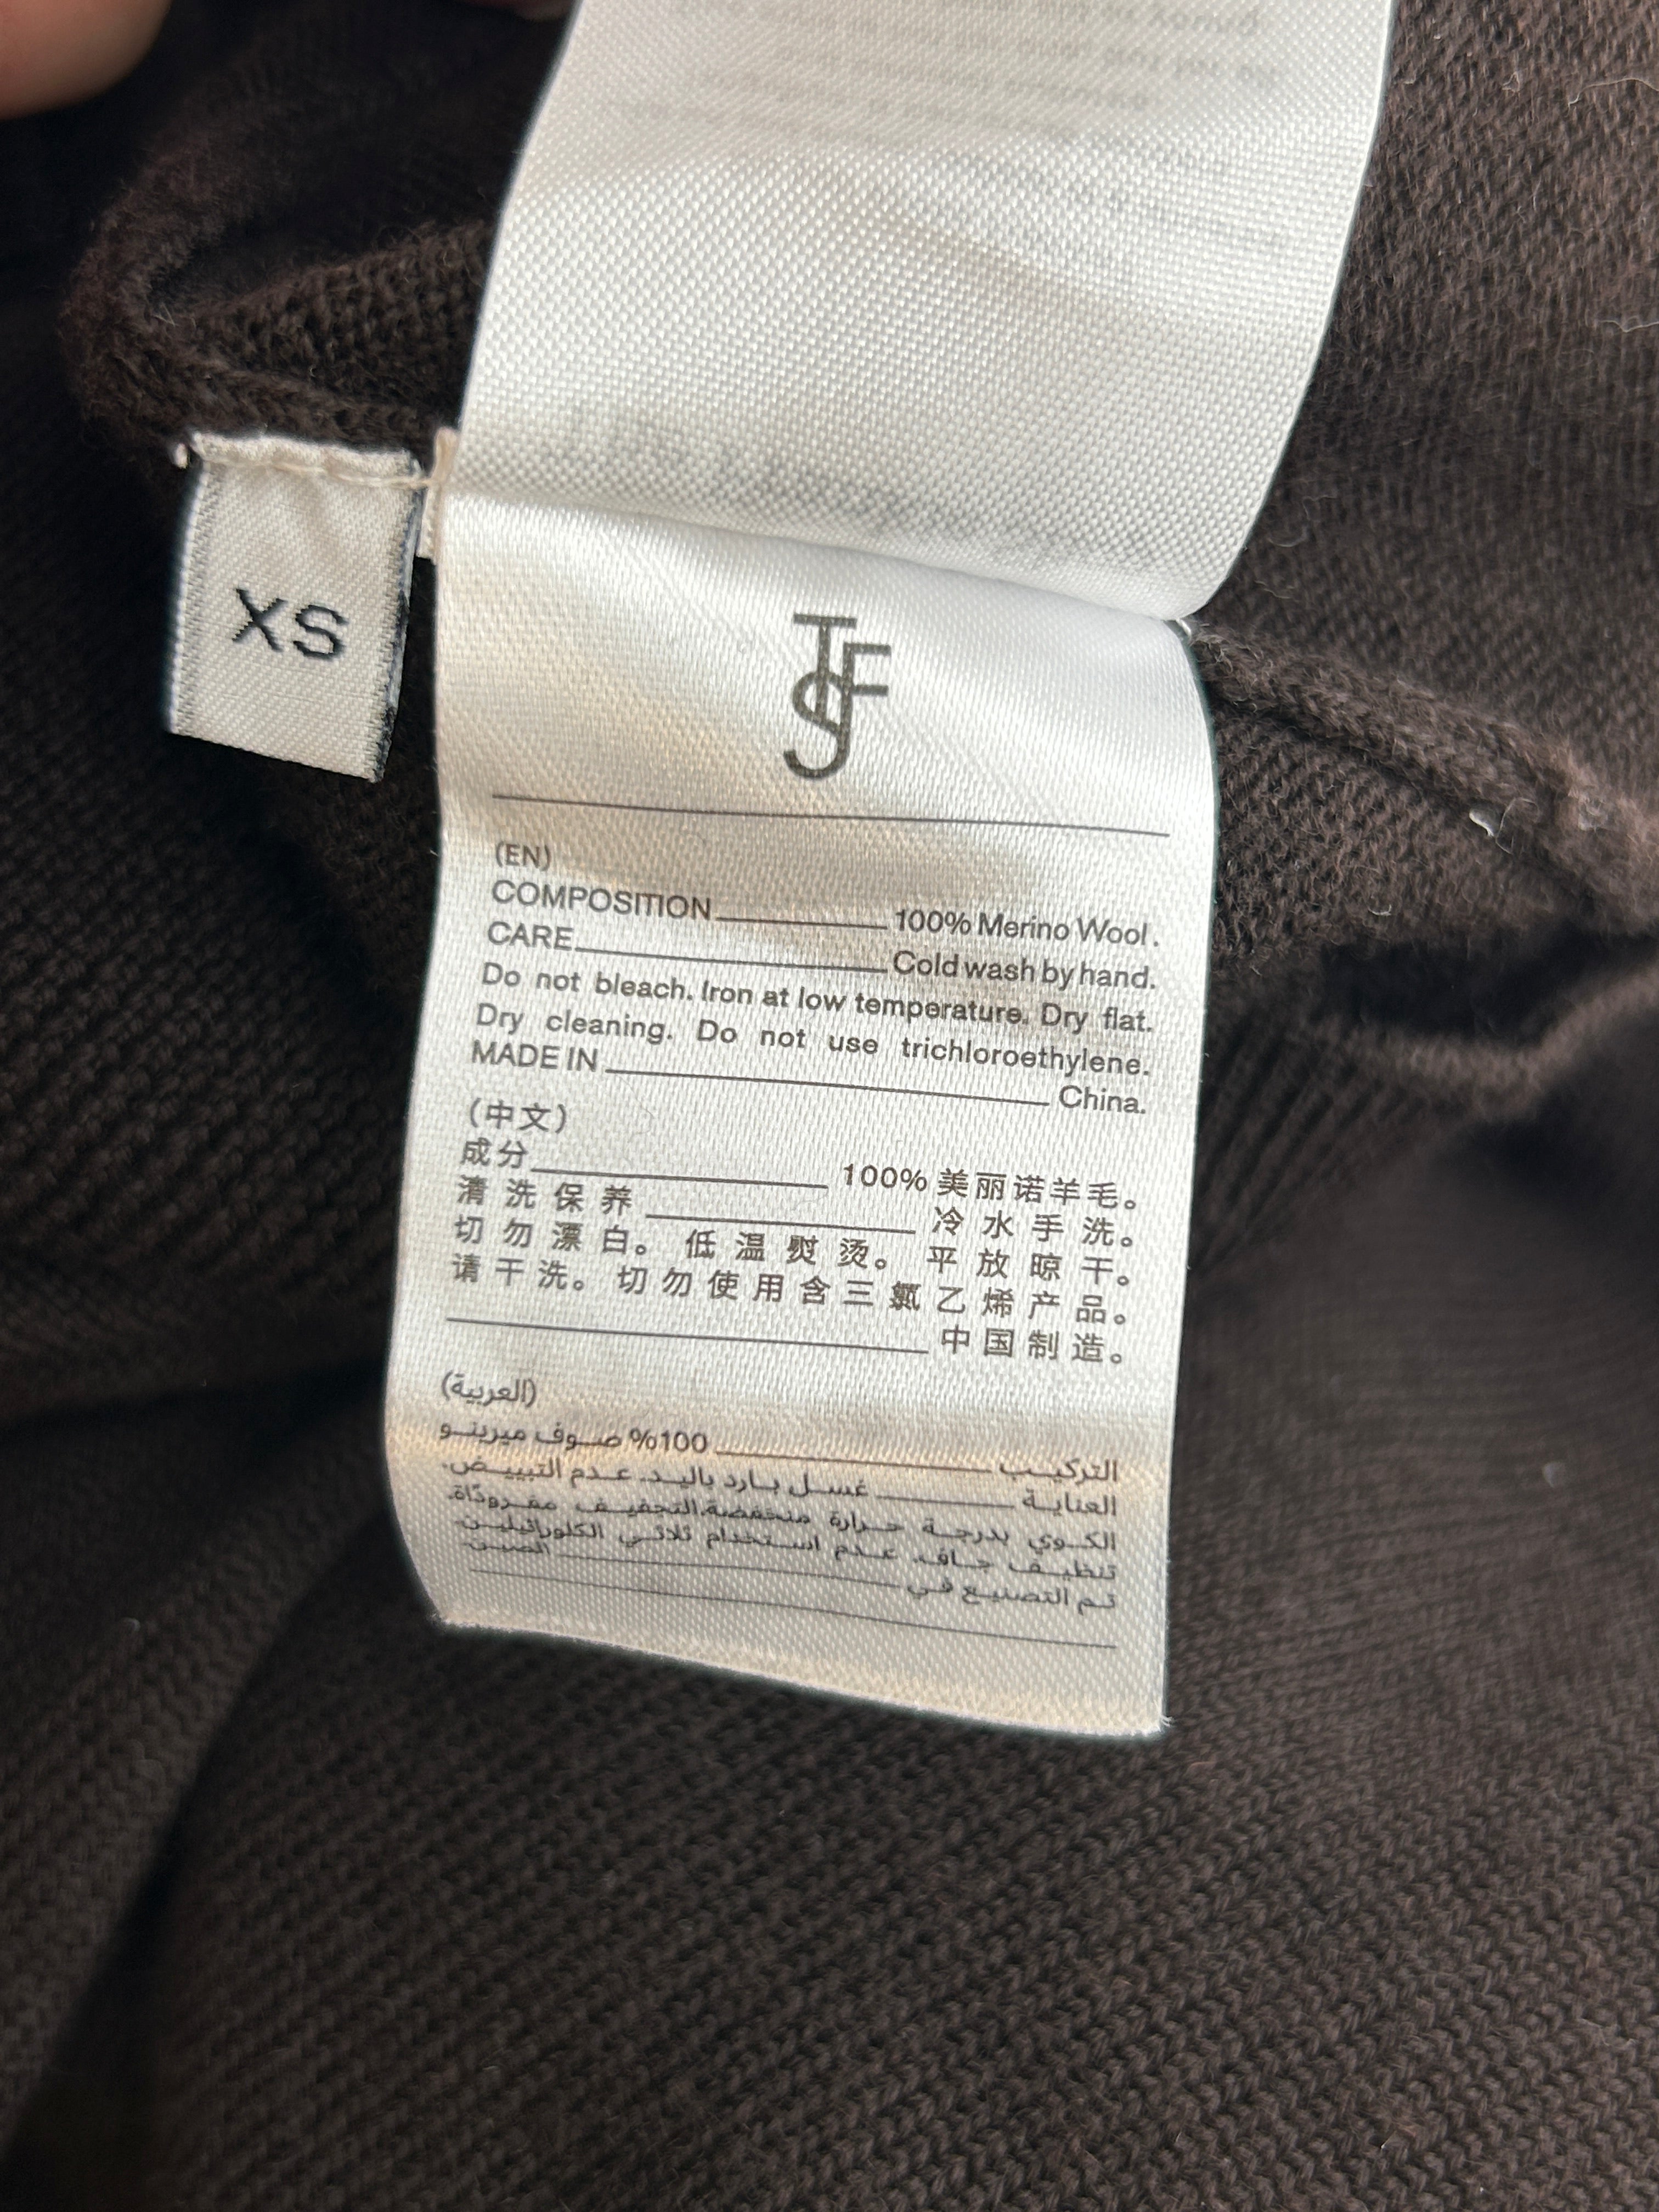 XS
TSJF
(EN)
COMPOSITION 100% Merino Wool.
CARE Cold wash by hand.
Do not bleach. Iron at low temperature. Dry flat.
Dry cleaning. Do not use trichloroethylene.
MADE IN China.
(中文)
成分 100% 美丽诺羊毛。
清洗保养 冷水手洗。
切勿漂白。低温熨烫。平放晾干。
请干洗。切勿使用含三氯乙烯产品。
中国制造。
(العربية)
التركيب 100% صوف ميرينو
العناية غسل بارد باليد. عدم التبييض.
الكوي بدرجة حرارة منخفضة.التجفيف مفرودًاة.
تنظيف جاف. عدم استخدام ثلاثي الكلورإثيلين.
تم التصنيع في الصين.